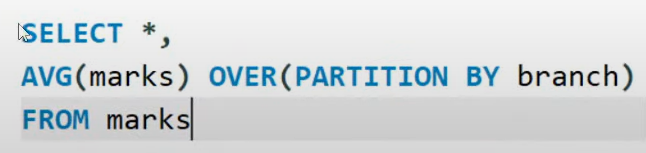 SELECT *,
AVG(marks) OVER(PARTITION BY branch)
FROM marks